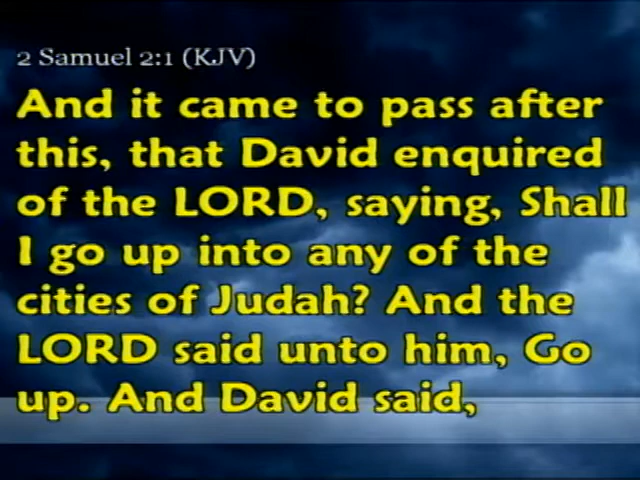 2 Samuel 2:1 (KJV)
And it came to pass after
this, that David enquired
of the LORD, saying, Shall
I go up into any of the
cities of Judah? And the
LORD said unto him, Go
up. And David said,